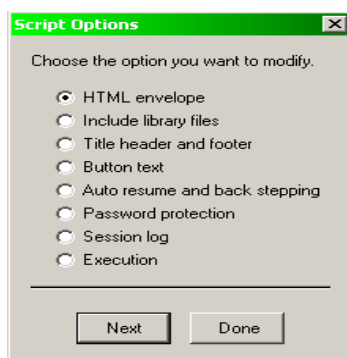 Script Options
Choose the option you want to modify.
HTML envelope
Include library files
Title header and footer
Button text
Auto resume and back stepping
Password protection
Session log
Execution
Next Done